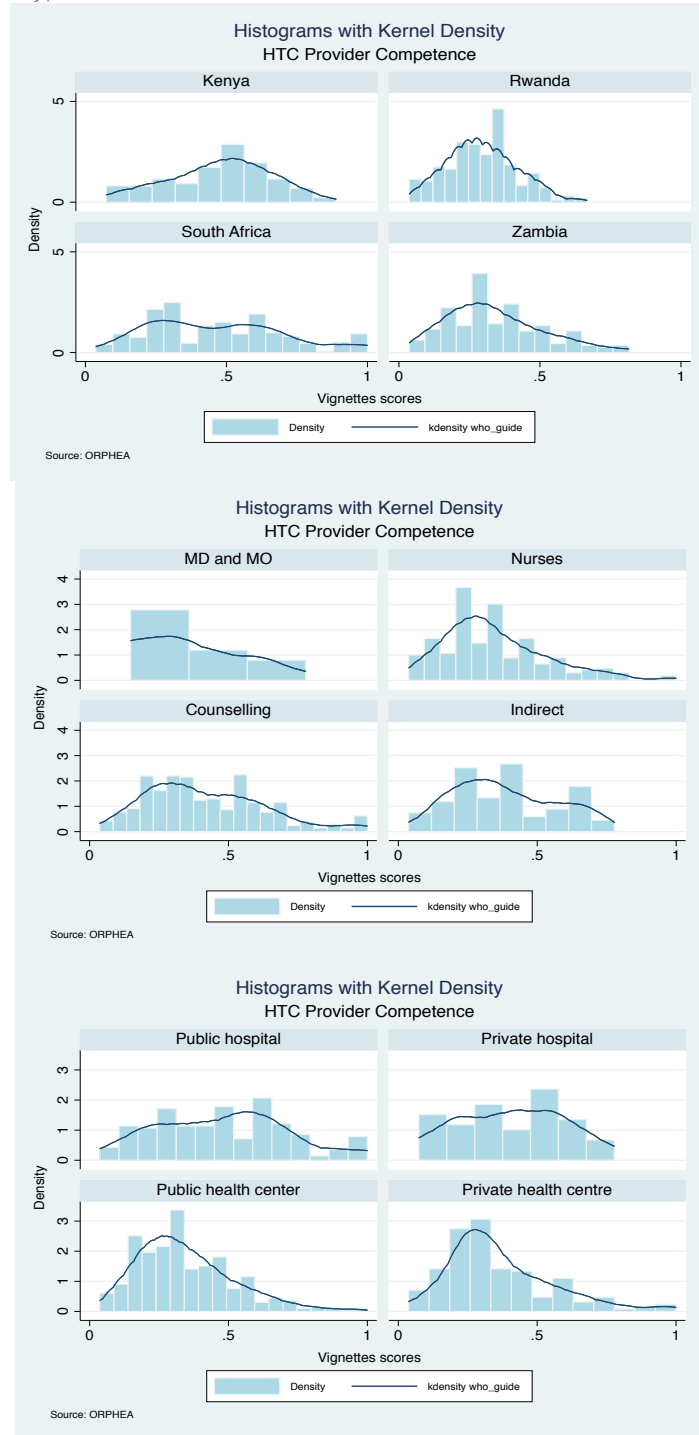 Histograms with Kernel Density
HTC Provider Competence
Kenya
Rwanda
5
0
South Africa
Zambia
5
0
Density
0 .5 1 0 .5 1
Vignettes scores
Density kdensity who_guide
Source: ORPHEA
Histograms with Kernel Density
HTC Provider Competence
MD and MO
Nurses
4
3
2
1
0
Counselling
Indirect
4
3
2
1
0
Density
0 .5 1 0 .5 1
Vignettes scores
Density kdensity who_guide
Source: ORPHEA
Histograms with Kernel Density
HTC Provider Competence
Public hospital
Private hospital
3
2
1
0
Public health center
Private health centre
3
2
1
0
Density
0 .5 1 0 .5 1
Vignettes scores
Density kdensity who_guide
Source: ORPHEA